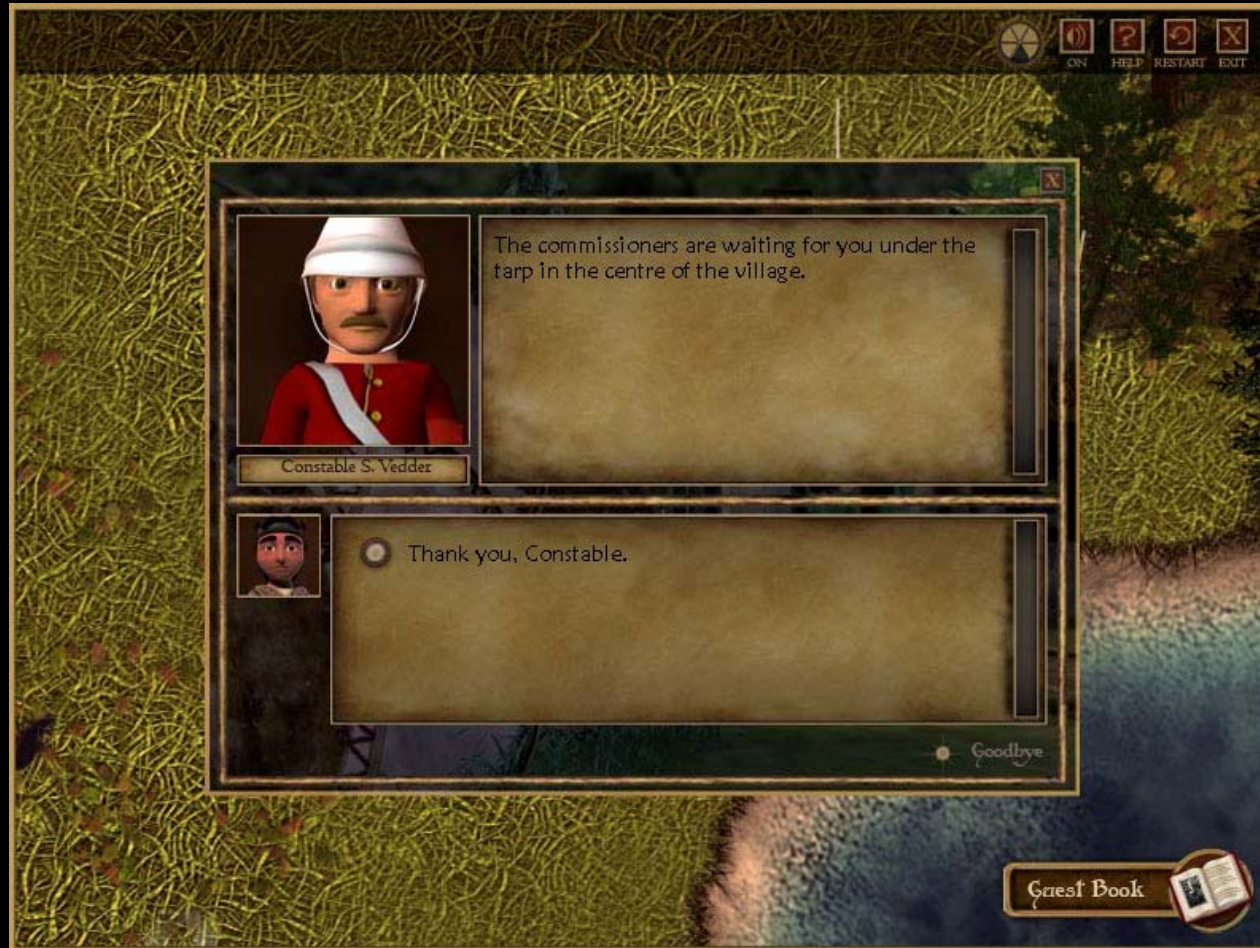 ON HELP RESTART EXIT
X
The commissioners are waiting for you under the
tarp in the centre of the village.
Constable S. Vedder
Thank you, Constable.
Goodbye
Guest Book